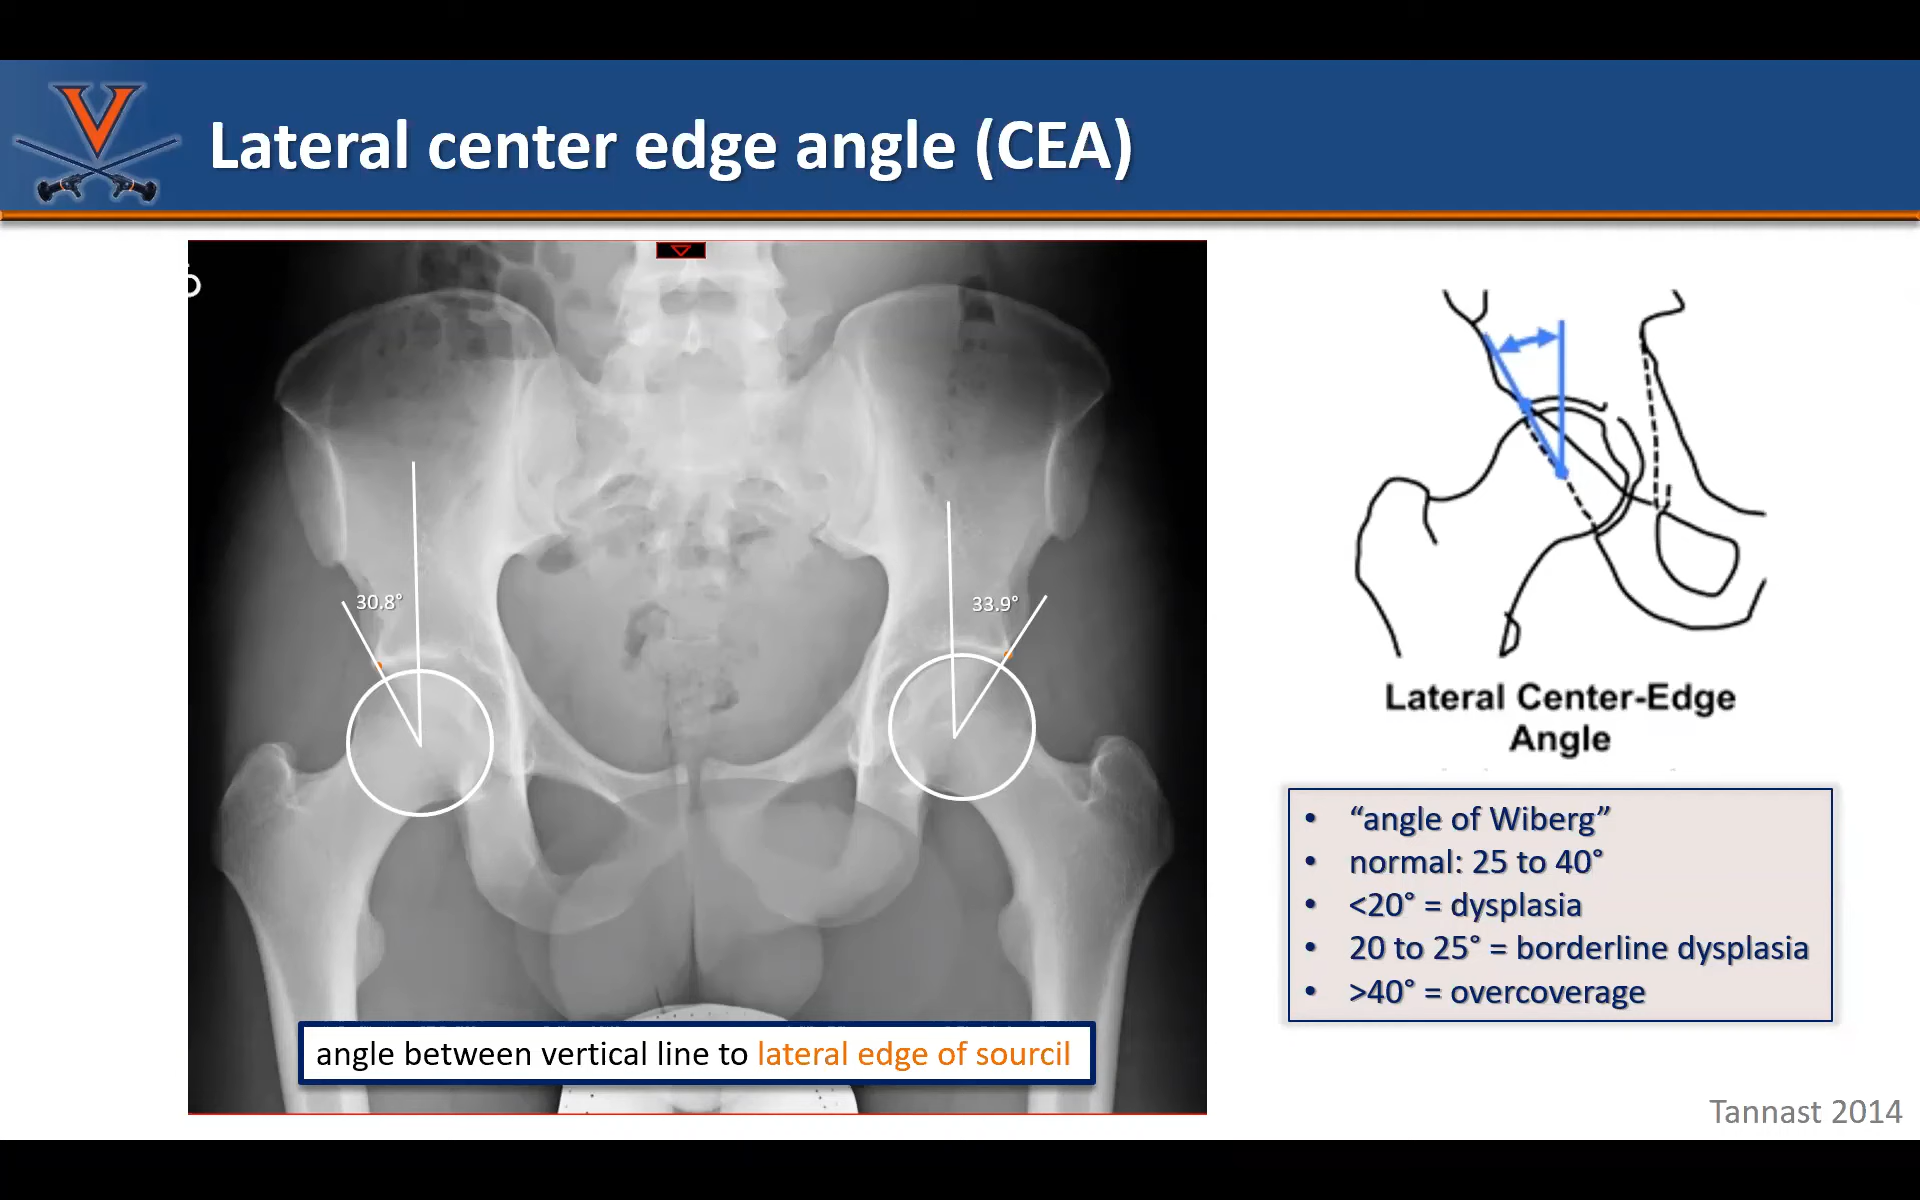 Lateral center edge angle (CEA)
30.8°
33.9°
angle between vertical line to lateral edge of sourcil
Lateral Center-Edge
Angle
• “angle of Wiberg”
• normal: 25 to 40°
• <20° = dysplasia
• 20 to 25° = borderline dysplasia
• >40° = overcoverage
Tannast 2014